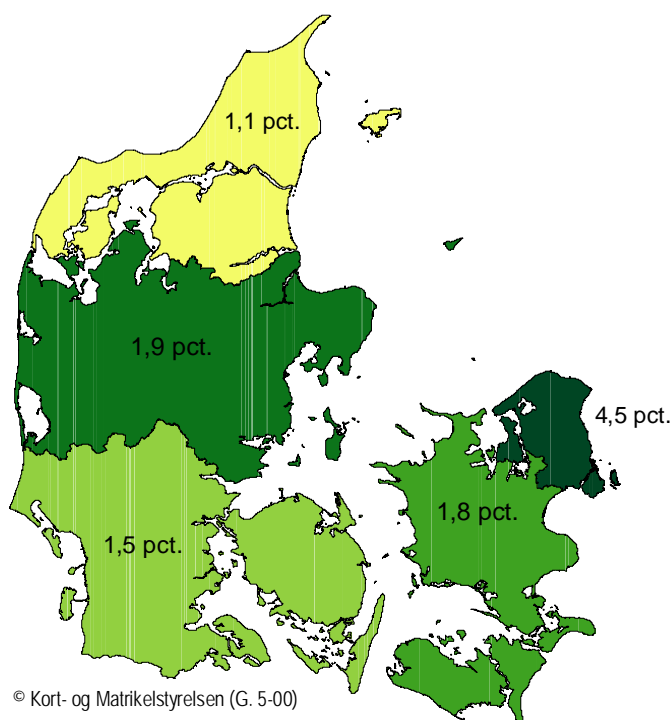 1,1 pct.
1,9 pct.
4,5 pct.
1,8 pct.
1,5 pct.
© Kort- og Matrikelstyrelsen (G. 5-00)